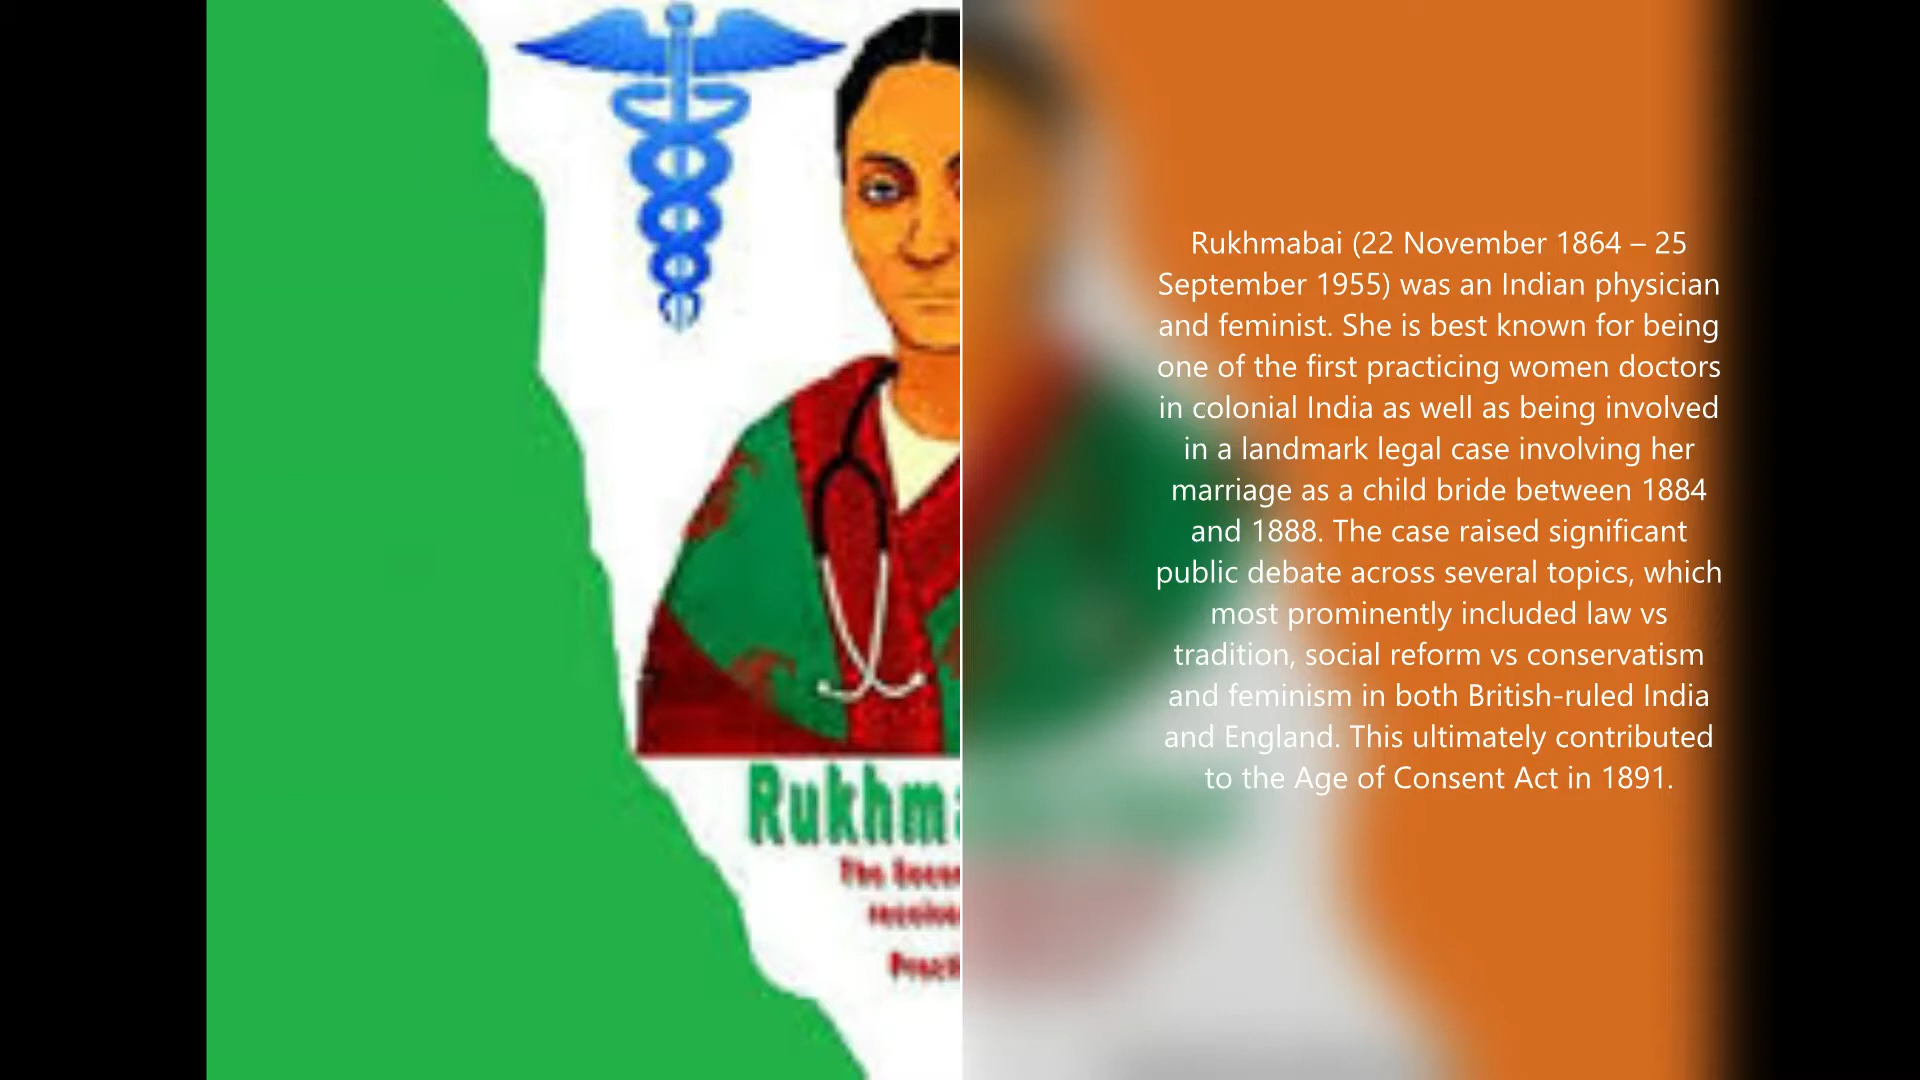 Rukhmabai (22 November 1864 – 25
September 1955) was an Indian physician
and feminist. She is best known for being
one of the first practicing women doctors
in colonial India as well as being involved
in a landmark legal case involving her
marriage as a child bride between 1884
and 1888. The case raised significant
public debate across several topics, which
most prominently included law vs
tradition, social reform vs conservatism
and feminism in both British-ruled India
and England. This ultimately contributed
to the Age of Consent Act in 1891.
Rukhma
The